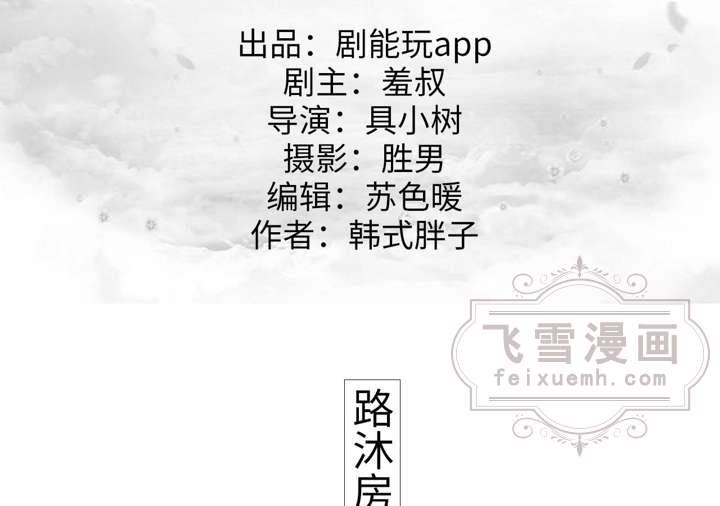 出品：剧能玩app
剧主：羞叔
导演：具小树
摄影：胜男
编辑：苏色暖
作者：韩式胖子
飞雪漫画
feixuemh.com
路沐房